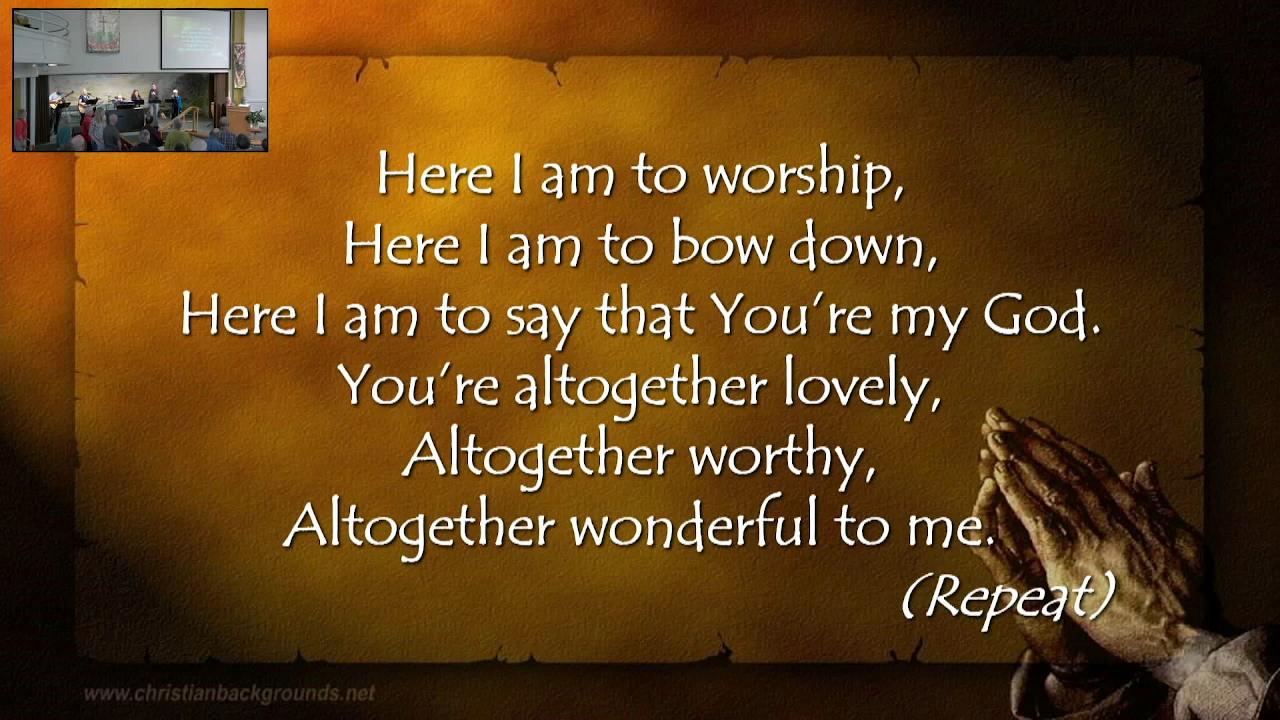 Here I am to worship,
Here I am to bow down,
Here I am to say that You're my God.
You're altogether lovely,
Altogether worthy,
Altogether wonderful to me.
(Repeat)
www.christianbackgrounds.net